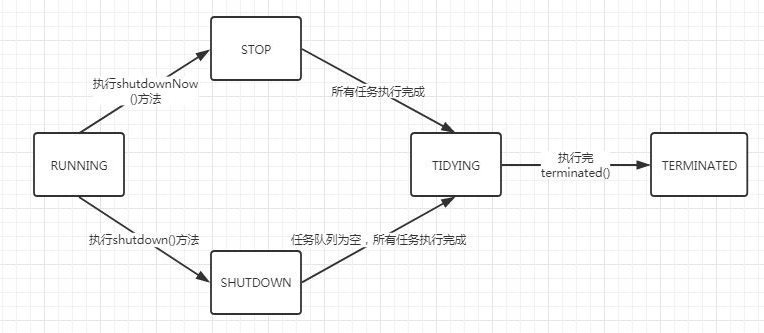 STOP
执行shutdownNow
()方法
所有任务执行完成
RUNNING
TIDYING
执行完
terminated()
TERMINATED
执行shutdown()方法
任务队列为空，所有任务执行完成
SHUTDOWN